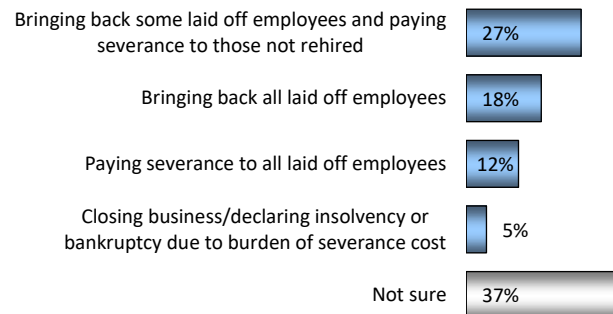 Bringing back some laid off employees and paying
severance to those not rehired
27%
Bringing back all laid off employees
18%
Paying severance to all laid off employees
12%
Closing business/declaring insolvency or
bankruptcy due to burden of severance cost
5%
Not sure
37%